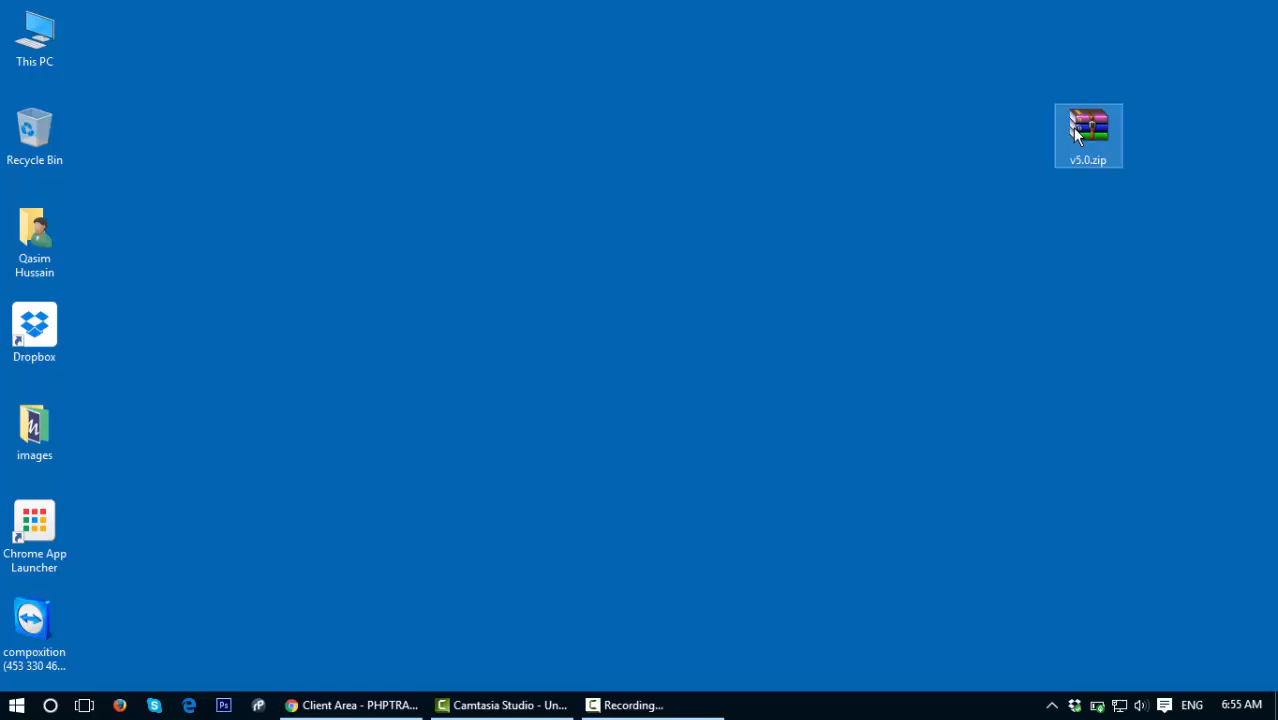 This PC
Recycle Bin
Qasim
Hussain
Dropbox
images
Chrome App
Launcher
compoxition
(453 330 46...
v5.0.zip
Ps
Client Area - PHPTRA...
Camtasia Studio - Un...
Recording...
ENG
6:55 AM